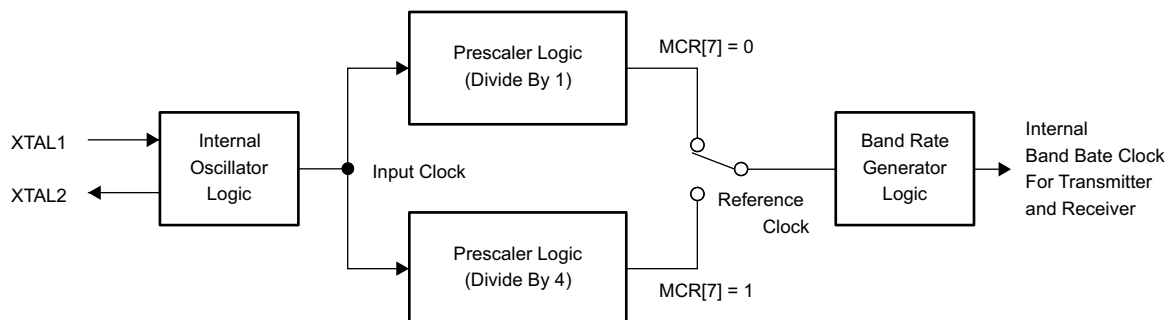 XTAL1
XTAL2
Internal
Oscillator
Logic
Input Clock
Prescaler Logic
(Divide By 1)
MCR[7] = 0
Prescaler Logic
(Divide By 4)
MCR[7] = 1
Reference
Clock
Band Rate
Generator
Logic
Internal
Band Bate Clock
For Transmitter
and Receiver